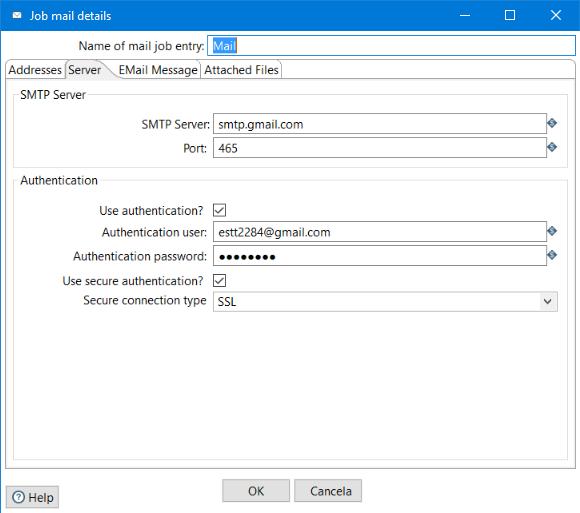 Job mail details
Name of mail job entry: Mail
Addresses Server EMail Message Attached Files
SMTP Server
SMTP Server: smtp.gmail.com
Port: 465
Authentication
Use authentication?
Authentication user: estt2284@gmail.com
Authentication password: ●●●●●●●●
Use secure authentication?
Secure connection type SSL
OK Cancela
Help